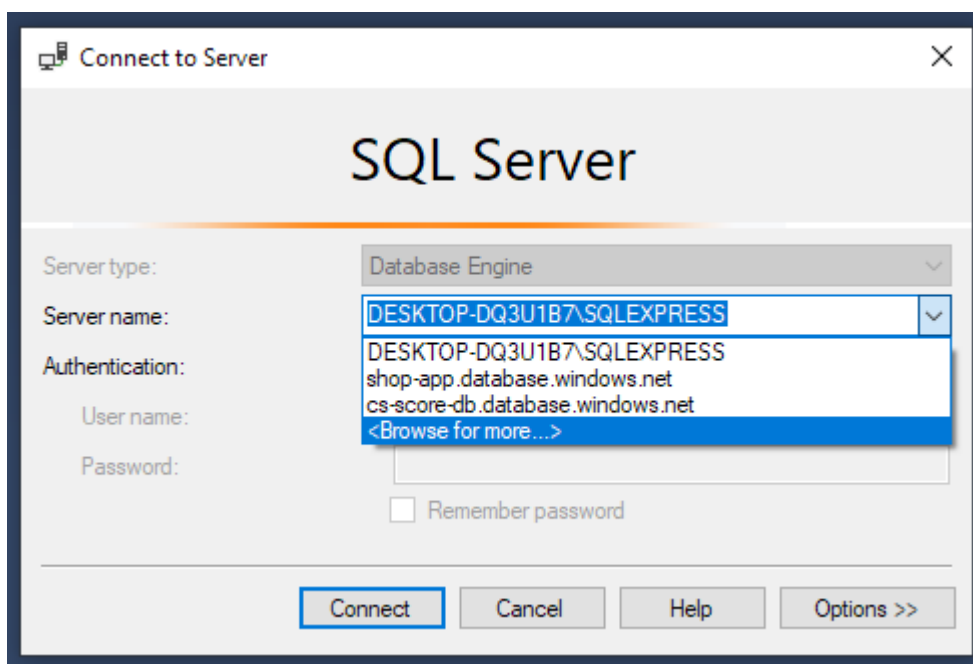 Connect to Server
SQL Server
Server type: Database Engine
Server name: DESKTOP-DQ3U1B7\SQLEXPRESS
DESKTOP-DQ3U1B7\SQLEXPRESS
Authentication:
shop-app.database.windows.net
cs-score-db.database.windows.net
User name:
<Browse for more...>
Password:
Remember password
Connect Cancel Help Options >>